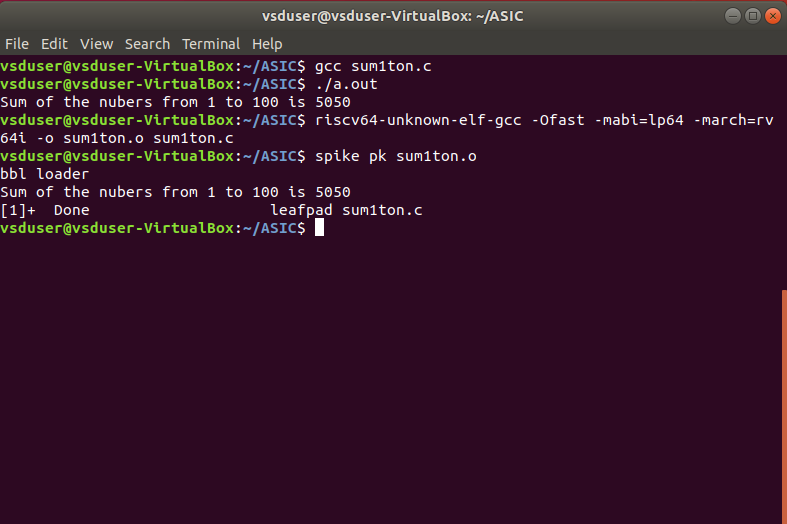 vsduser@vsduser-VirtualBox: ~/ASIC
File Edit View Search Terminal Help
vsduser@vsduser-VirtualBox:~/ASIC$ gcc sum1ton.c
vsduser@vsduser-VirtualBox:~/ASIC$ ./a.out
Sum of the nubers from 1 to 100 is 5050
vsduser@vsduser-VirtualBox:~/ASIC$ riscv64-unknown-elf-gcc -Ofast -mabi=lp64 -march=rv
64i -o sum1ton.o sum1ton.c
vsduser@vsduser-VirtualBox:~/ASIC$ spike pk sum1ton.o
bbl loader
Sum of the nubers from 1 to 100 is 5050
[1]+  Done                    leafpad sum1ton.c
vsduser@vsduser-VirtualBox:~/ASIC$